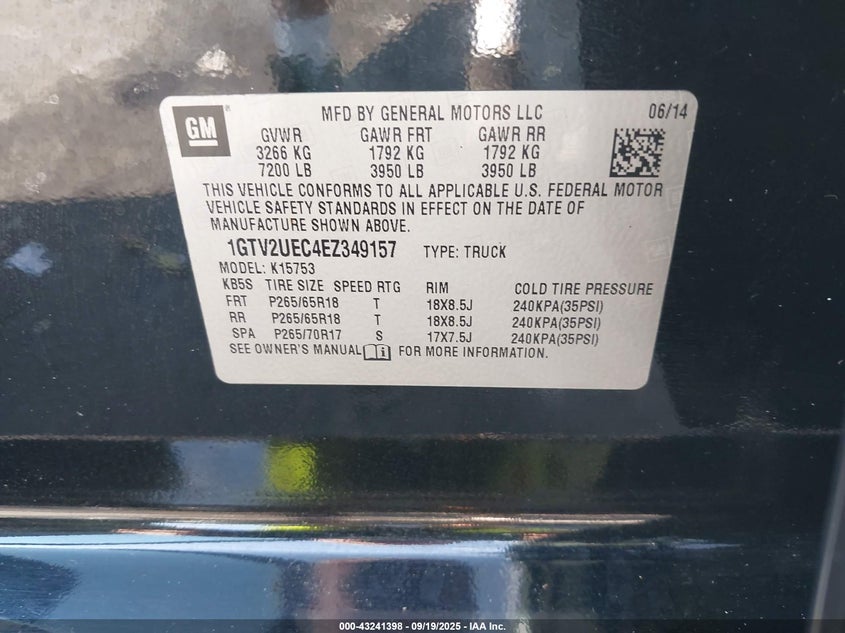 GM
MFD BY GENERAL MOTORS LLC 06/14
GVWR GAWR FRT GAWR RR
3266 KG 1792 KG 1792 KG
7200 LB 3950 LB 3950 LB
THIS VEHICLE CONFORMS TO ALL APPLICABLE U.S. FEDERAL MOTOR
VEHICLE SAFETY STANDARDS IN EFFECT ON THE DATE OF
MANUFACTURE SHOWN ABOVE.
1GTV2UEC4EZ349157 TYPE: TRUCK
MODEL: K15753
KB5S TIRE SIZE SPEED RTG RIM COLD TIRE PRESSURE
FRT P265/65R18 T 18X8.5J 240KPA(35PSI)
RR P265/65R18 T 18X8.5J 240KPA(35PSI)
SPA P265/70R17 S 17X7.5J 240KPA(35PSI)
SEE OWNER'S MANUAL i FOR MORE INFORMATION.
000-43241398 - 09/19/2025 - IAA Inc.